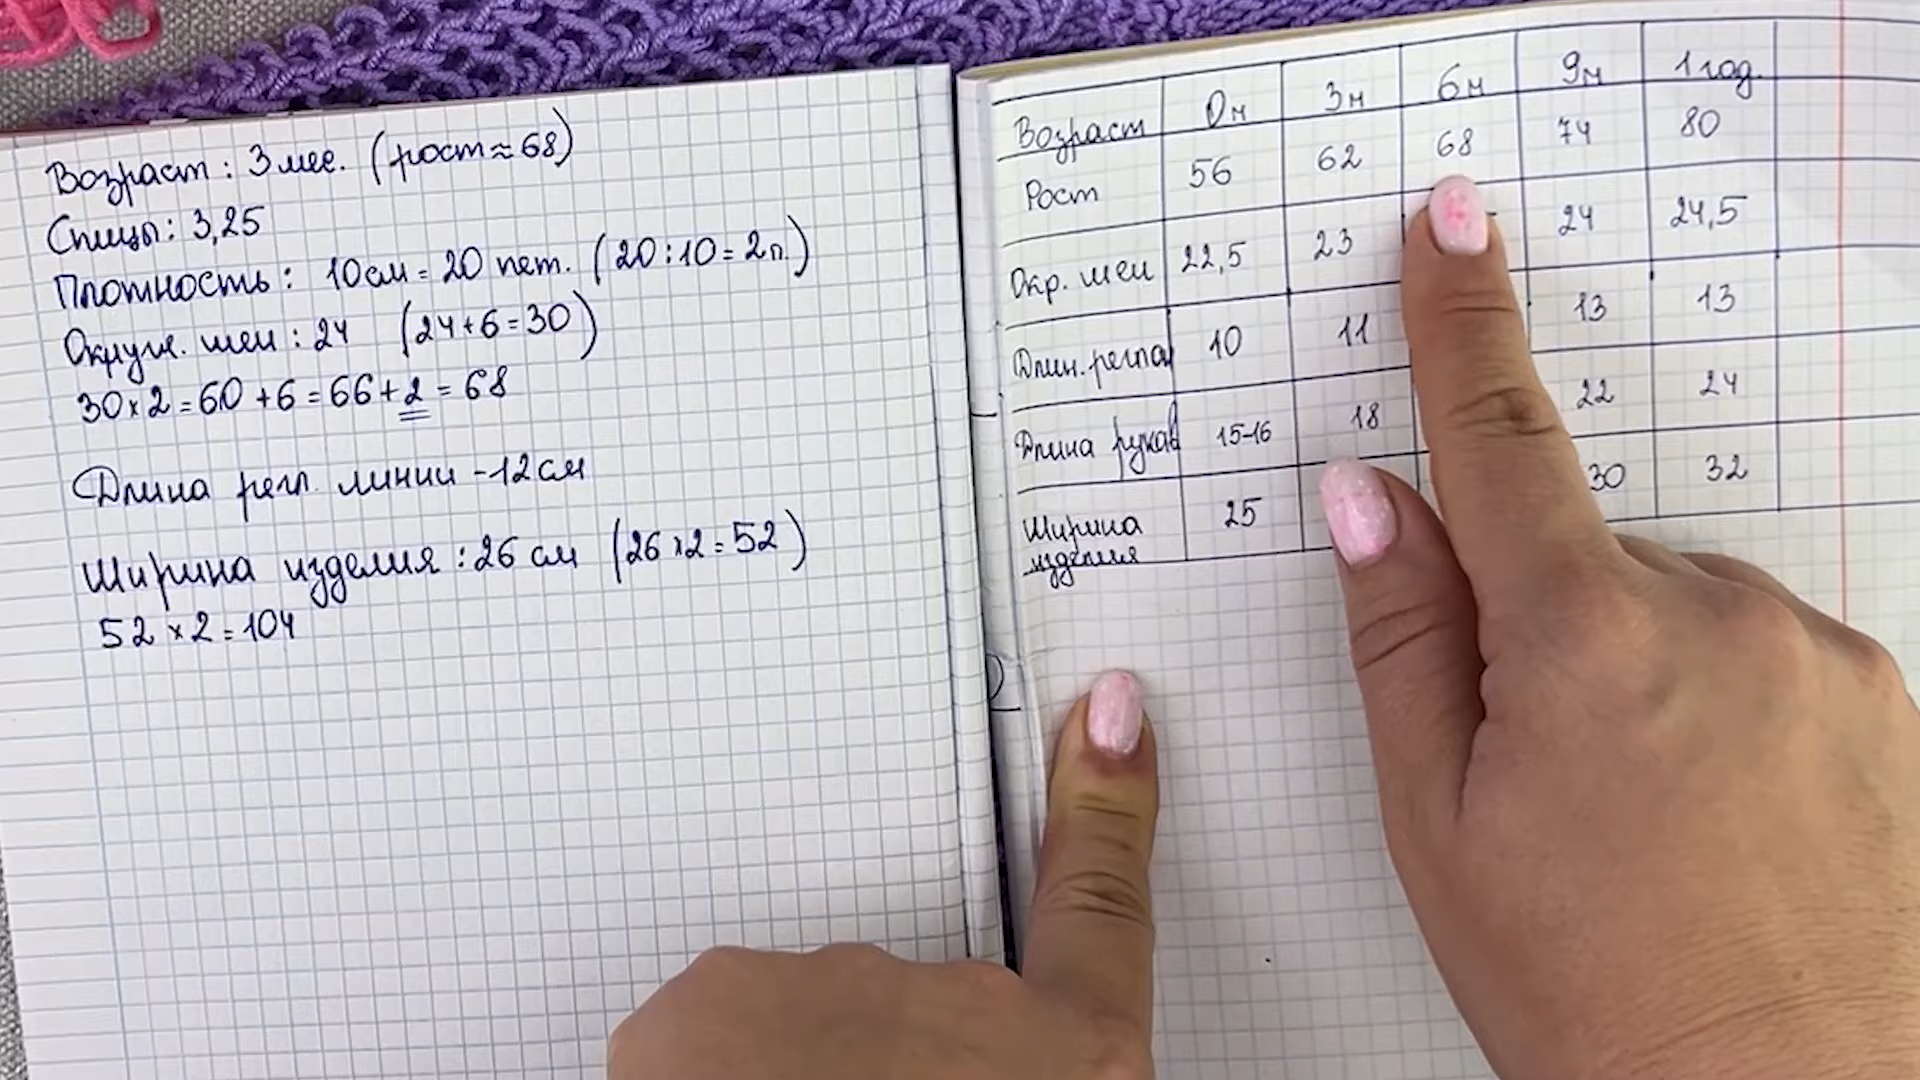 Возраст : 3 мес. (рост ≈ 68)
Спицы : 3,25
Плотность : 10 см = 20 пет. (20 : 10 = 2 п.)
Окруж. шеи : 24 (24 + 6 = 30)
30 × 2 = 60 + 6 = 66 + 2 = 68
Длина регл. линии - 12 см
Ширина изделия : 26 см (26 × 2 = 52)
52 × 2 = 104
Возраст 0м 3м 6м 9м 1 год.
Рост 56 62 68 74 80
Окр. шеи 22,5 23 24 24,5
Длин. реглан 10 11 13 13
Длина рукав 15-16 18 22 24
Ширина изделия 25 30 32